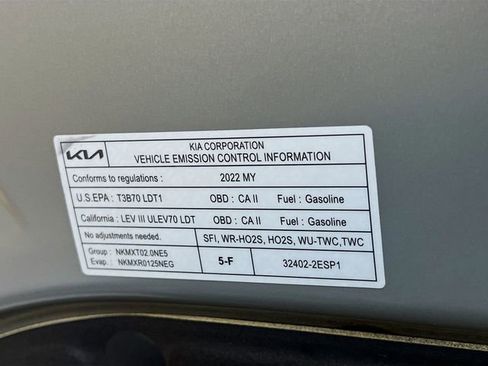 KIA
KIA CORPORATION
VEHICLE EMISSION CONTROL INFORMATION
Conforms to regulations : 2022 MY
U.S.EPA : T3B70 LDT1 OBD : CA II Fuel : Gasoline
California : LEV III ULEV70 LDT OBD : CA II Fuel : Gasoline
No adjustments needed. SFI, WR-HO2S, HO2S, WU-TWC,TWC
Group : NKMXT02.0NE5
Evap. : NKMXR0125NEG
5-F 32402-2ESP1